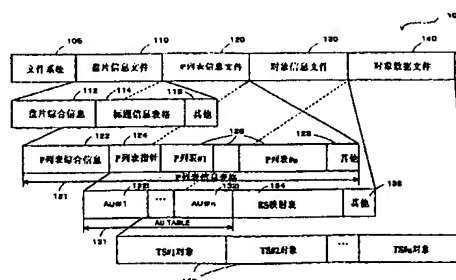 10
105 110 120 130 140
文件系统 盘片信息文件 P列表信息文件 对象信息文件 对象数据文件
112 114 116
盘片综合信息 标题信息表格 其他
122 124 126 128
P列表综合信息 P列表指针 P列表#1 P列表#n 其他
121 P列表信息表格
132 132 134 136
AU#1 ... AU#n ES映射表 其他
AU TABLE
131
TS#1对象 TS#2对象 ... TS#n对象